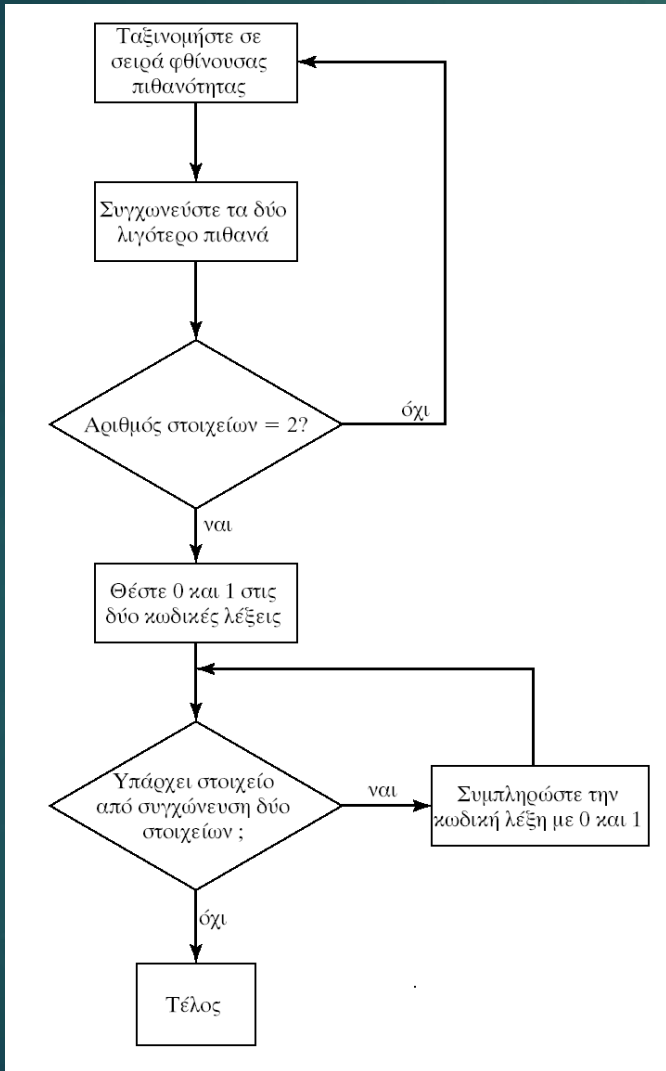 Ταξινομήστε σε
σειρά φθίνουσας
πιθανότητας
Συγχωνεύστε τα δύο
λιγότερο πιθανά
Αριθμός στοιχείων = 2?
όχι
ναι
Θέστε 0 και 1 στις
δύο κωδικές λέξεις
Υπάρχει στοιχείο
από συγχώνευση δύο
στοιχείων ;
ναι
Συμπληρώστε την
κωδική λέξη με 0 και 1
όχι
Τέλος